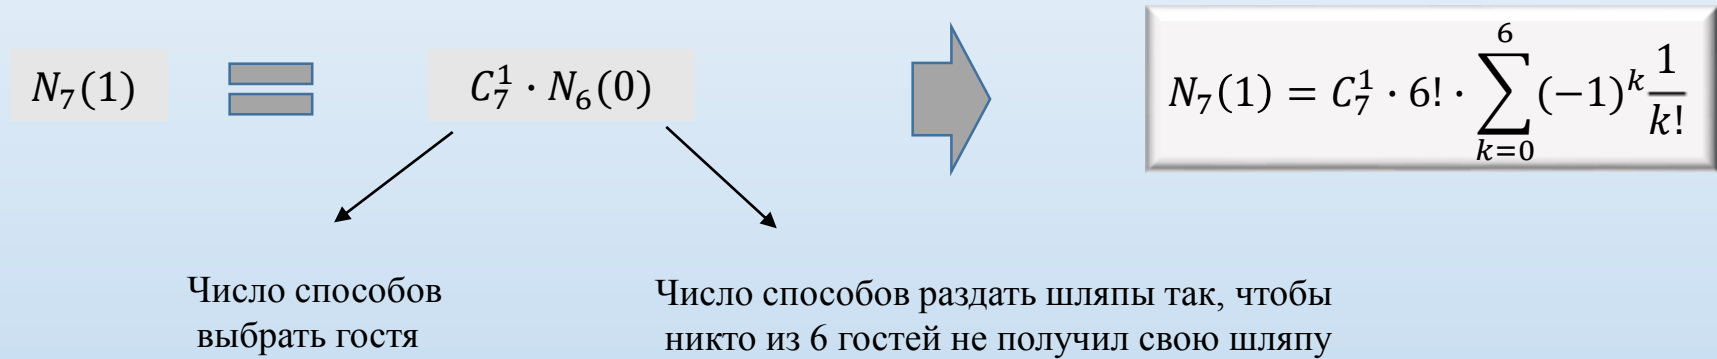 N₇(1) = C₇¹ · N₆(0)
N₇(1) = C₇¹ · 6! · ∑_{k=0}^{6} (−1)ᵏ 1/k!
Число способов
выбрать гостя
Число способов раздать шляпы так, чтобы
никто из 6 гостей не получил свою шляпу